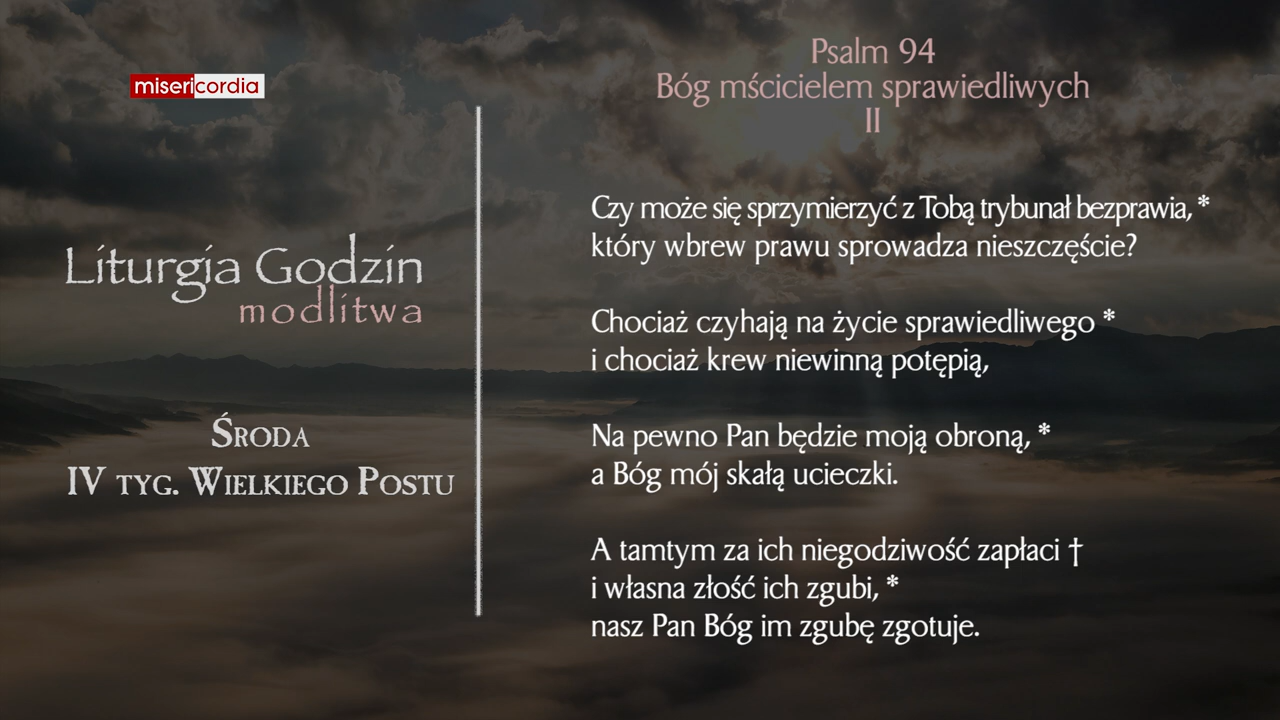 misericordia
Liturgia Godzin
modlitwa
Środa
IV tyg. Wielkiego Postu
Psalm 94
Bóg mścicielem sprawiedliwych
II
Czy może się sprzymierzyć z Tobą trybunał bezprawia, *
który wbrew prawu sprowadza nieszczęście?
Chociaż czyhają na życie sprawiedliwego *
i chociaż krew niewinną potępią,
Na pewno Pan będzie moją obroną, *
a Bóg mój skałą ucieczki.
A tamtym za ich niegodziwość zapłaci †
i własna złość ich zgubi, *
nasz Pan Bóg im zgubę zgotuje.